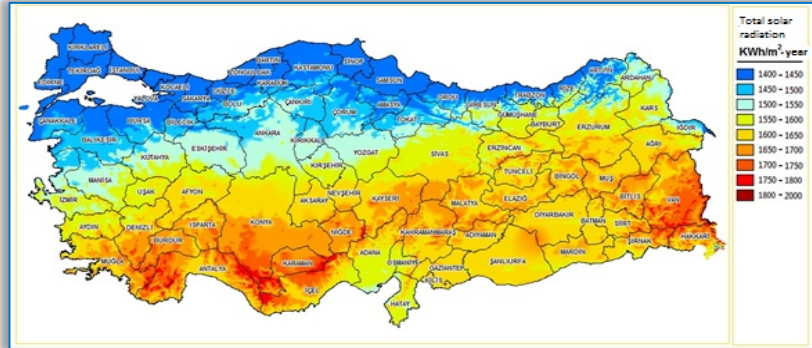 Total solar
radiation
KWh/m²-year
1400 - 1450
1450 - 1500
1500 - 1550
1550 - 1600
1600 - 1650
1650 - 1700
1700 - 1750
1750 - 1800
1800 - 2000
KIRKLARELİ
TEKİRDAĞ
İSTANBUL
EDİRNE
KOCAELİ
YALOVA
SAKARYA
DÜZCE
BOLU
ZONGULDAK
BARTIN
KARABÜK
KASTAMONU
SİNOP
SAMSUN
ÇANKIRI
ÇORUM
AMASYA
TOKAT
ORDU
GİRESUN
TRABZON
RİZE
ARTVİN
ARDAHAN
KARS
GÜMÜŞHANE
BAYBURT
ERZURUM
IĞDIR
AĞRI
ÇANAKKALE
BALIKESİR
BURSA
BİLECİK
ESKİŞEHİR
ANKARA
KIRIKKALE
YOZGAT
SİVAS
ERZİNCAN
KÜTAHYA
KIRŞEHİR
TUNCELİ
BİNGÖL
MUŞ
MANİSA
UŞAK
AFYON
NEVŞEHİR
KAYSERİ
AKSARAY
MALATYA
ELAZIĞ
BİTLİS
VAN
İZMİR
AYDIN
DENİZLİ
ISPARTA
BURDUR
KONYA
NİĞDE
KAHRAMANMARAŞ
ADIYAMAN
DİYARBAKIR
BATMAN
SİİRT
ŞIRNAK
HAKKARİ
MUĞLA
ANTALYA
KARAMAN
İÇEL
ADANA
OSMANİYE
GAZİANTEP
KİLİS
ŞANLIURFA
MARDİN
HATAY